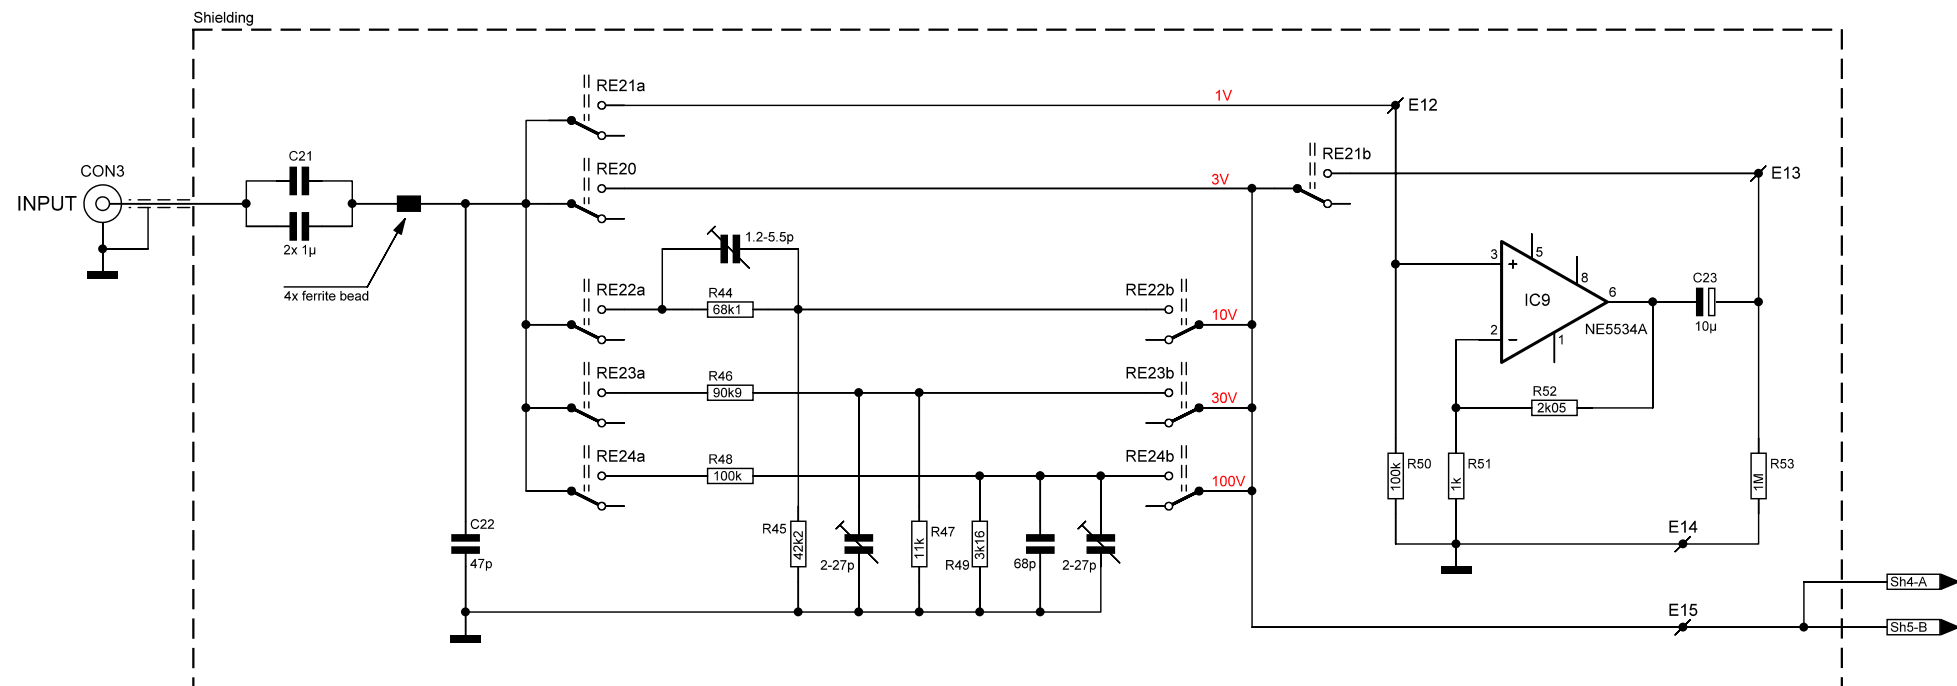 Shielding
RE21a
1V
E12
C21
CON3
RE20
3V
RE21b
E13
INPUT
2x 1µ
1.2-5.5p
4x ferrite bead
RE22a
R44
68k1
RE22b
10V
3
+
5
8
IC9
6
C23
10µ
NE5534A
2
-
1
RE23a
R46
90k9
RE23b
30V
R52
2k05
RE24a
R48
100k
RE24b
100V
100k
R50
1k
R51
1M
R53
C22
47p
R45
42k2
2-27p
11k
R47
3k16
R49
68p
2-27p
E14
Sh4-A
E15
Sh5-B